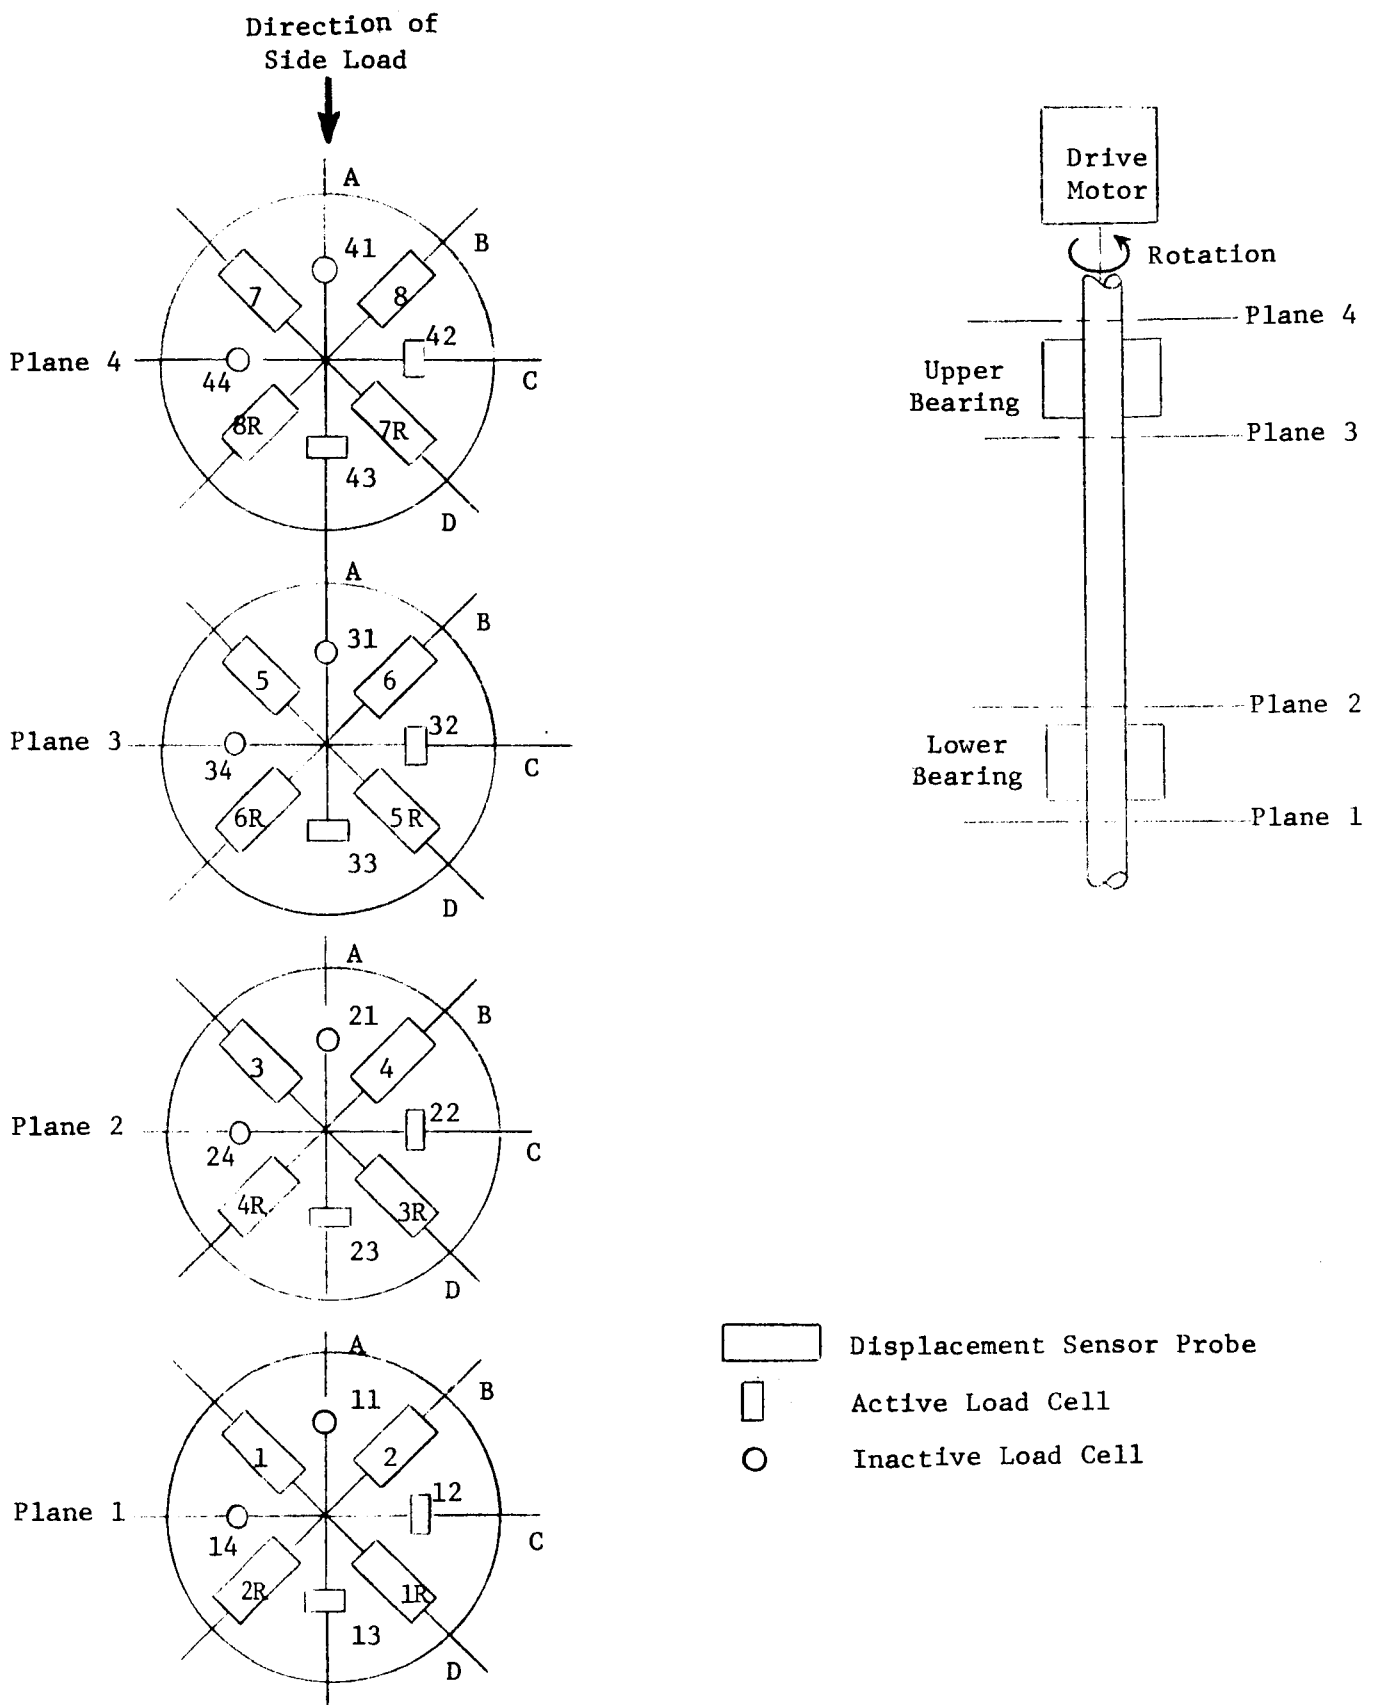 Direction of
Side Load
A
41
B
7
8
42
Plane 4
44
C
8R
7R
43
D
A
31
B
5
6
32
Plane 3
34
C
6R
5R
33
D
A
21
B
3
4
22
Plane 2
24
C
4R
3R
23
D
A
11
B
1
2
12
Plane 1
14
C
2R
1R
13
D
Drive
Motor
Rotation
Plane 4
Upper
Bearing
Plane 3
Plane 2
Lower
Bearing
Plane 1
Displacement Sensor Probe
Active Load Cell
Inactive Load Cell